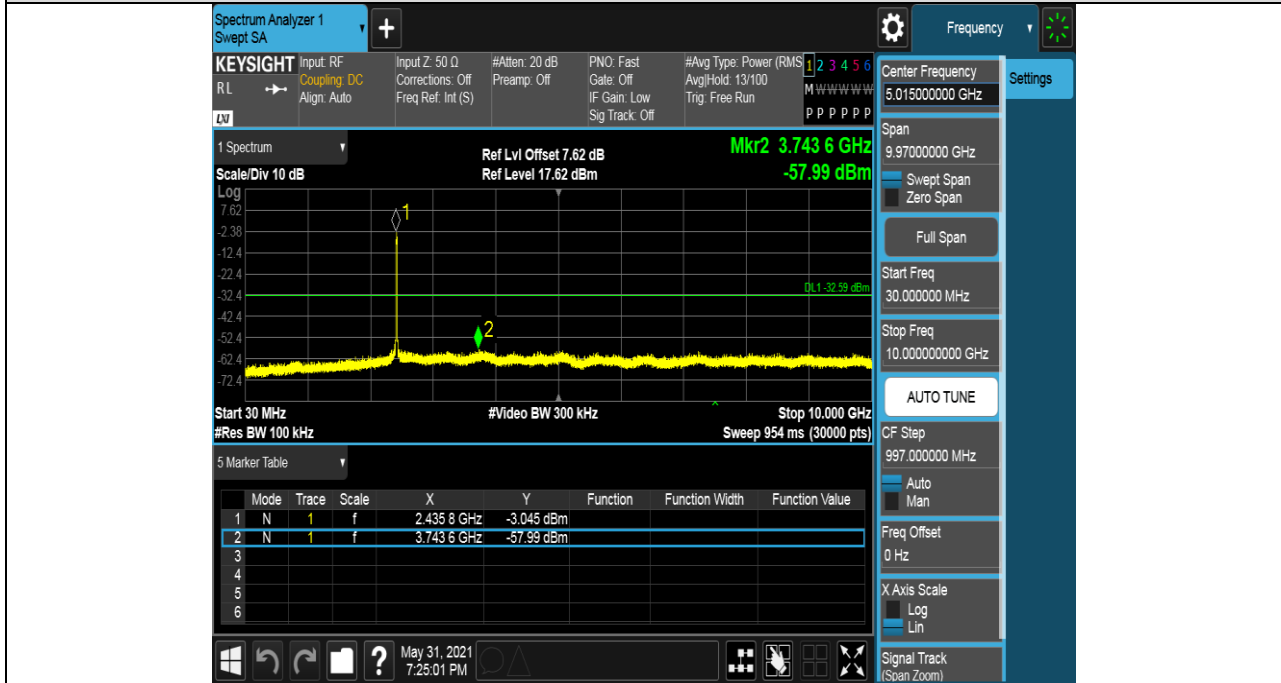 Spectrum Analyzer 1
Swept SA
+
Frequency
KEYSIGHT
RL
LXI
Input: RF
Coupling: DC
Align: Auto
Input Z: 50 Ω
Corrections: Off
Freq Ref: Int (S)
#Atten: 20 dB
Preamp: Off
PNO: Fast
Gate: Off
IF Gain: Low
Sig Track: Off
#Avg Type: Power (RMS
Avg|Hold: 13/100
Trig: Free Run
1 2 3 4 5 6
M W W W W W
P P P P P P
1 Spectrum
Scale/Div 10 dB
Ref Lvl Offset 7.62 dB
Ref Level 17.62 dBm
Mkr2 3.743 6 GHz
-57.99 dBm
Log
7.62
-2.38
-12.4
-22.4
-32.4
-42.4
-52.4
-62.4
-72.4
1
2
DL1 -32.59 dBm
Start 30 MHz
#Video BW 300 kHz
Stop 10.000 GHz
#Res BW 100 kHz
Sweep 954 ms (30000 pts)
5 Marker Table
Mode Trace Scale X Y Function Function Width Function Value
1 N 1 f 2.435 8 GHz -3.045 dBm
2 N 1 f 3.743 6 GHz -57.99 dBm
3
4
5
6
?
May 31, 2021
7:25:01 PM
Center Frequency
5.015000000 GHz
Settings
Span
9.97000000 GHz
Swept Span
Zero Span
Full Span
Start Freq
30.000000 MHz
Stop Freq
10.000000000 GHz
AUTO TUNE
CF Step
997.000000 MHz
Auto
Man
Freq Offset
0 Hz
X Axis Scale
Log
Lin
Signal Track
(Span Zoom)